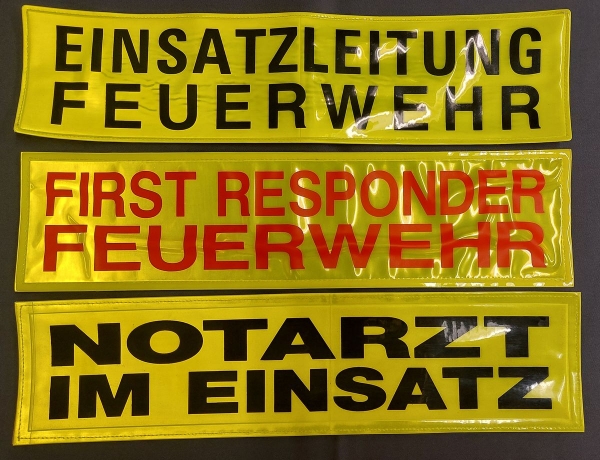 EINSATZLEITUNG
FEUERWEHR
FIRST RESPONDER
FEUERWEHR
NOTARZT
IM EINSATZ